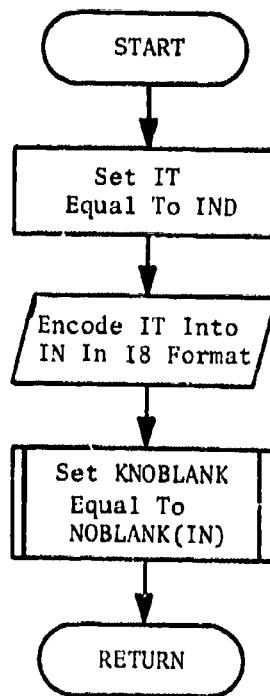 START
Set IT
Equal To IND
Encode IT Into
IN In I8 Format
Set KNOBLANK
Equal To
NOBLANK(IN)
RETURN